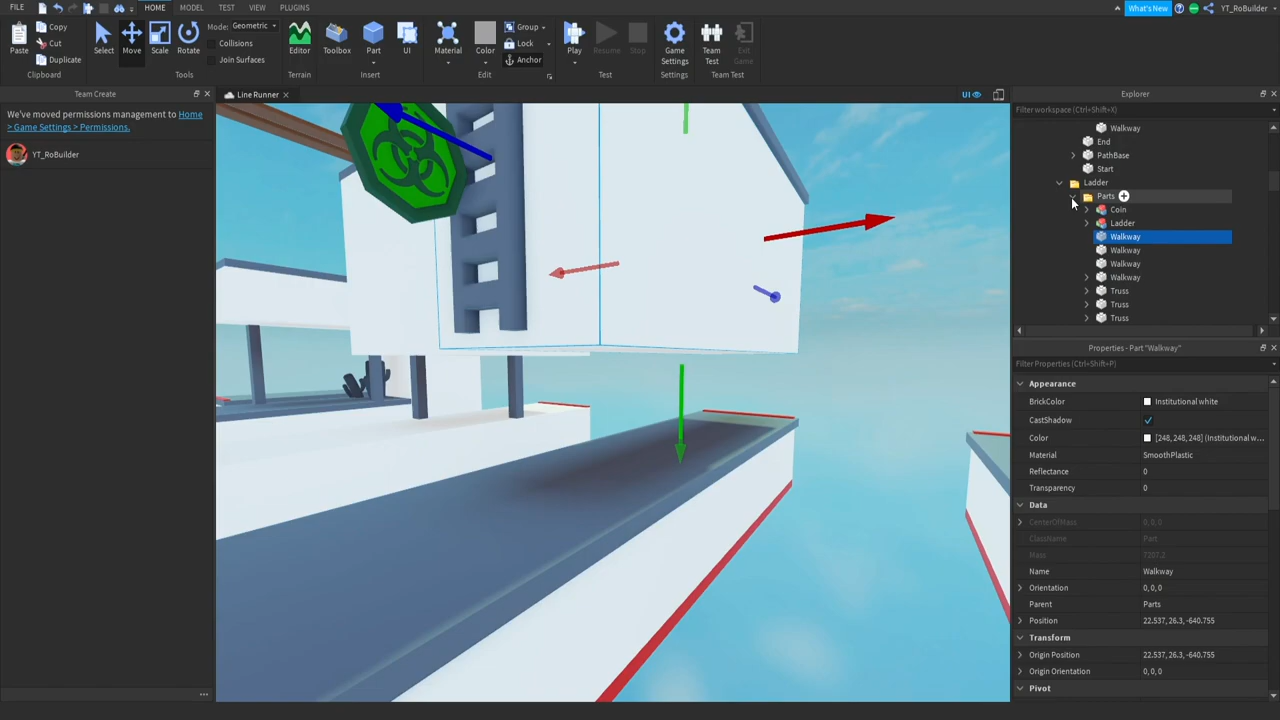 FILE
HOME
MODEL
TEST
VIEW
PLUGINS
What's New
YT_RoBuilder
Paste
Copy
Cut
Duplicate
Clipboard
Select
Move
Scale
Rotate
Mode: Geometric
Collisions
Join Surfaces
Tools
Editor
Terrain
Toolbox
Part
UI
Insert
Material
Color
Group
Lock
Anchor
Edit
Play
Resume
Stop
Test
Game
Settings
Settings
Team
Test
Exit
Game
Team Test
Team Create
We've moved permissions management to Home
> Game Settings > Permissions.
YT_RoBuilder
Line Runner
UI
Explorer
Filter workspace (Ctrl+Shift+X)
Walkway
End
PathBase
Start
Ladder
Parts
Coin
Ladder
Walkway
Walkway
Walkway
Walkway
Truss
Truss
Truss
Properties - Part "Walkway"
Filter Properties (Ctrl+Shift+P)
Appearance
BrickColor Institutional white
CastShadow
Color [248, 248, 248] (Institutional w...
Material SmoothPlastic
Reflectance 0
Transparency 0
Data
CenterOfMass 0, 0, 0
ClassName Part
Mass 7207.2
Name Walkway
Orientation 0, 0, 0
Parent Parts
Position 22.537, 26.3, -640.755
Transform
Origin Position 22.537, 26.3, -640.755
Origin Orientation 0, 0, 0
Pivot